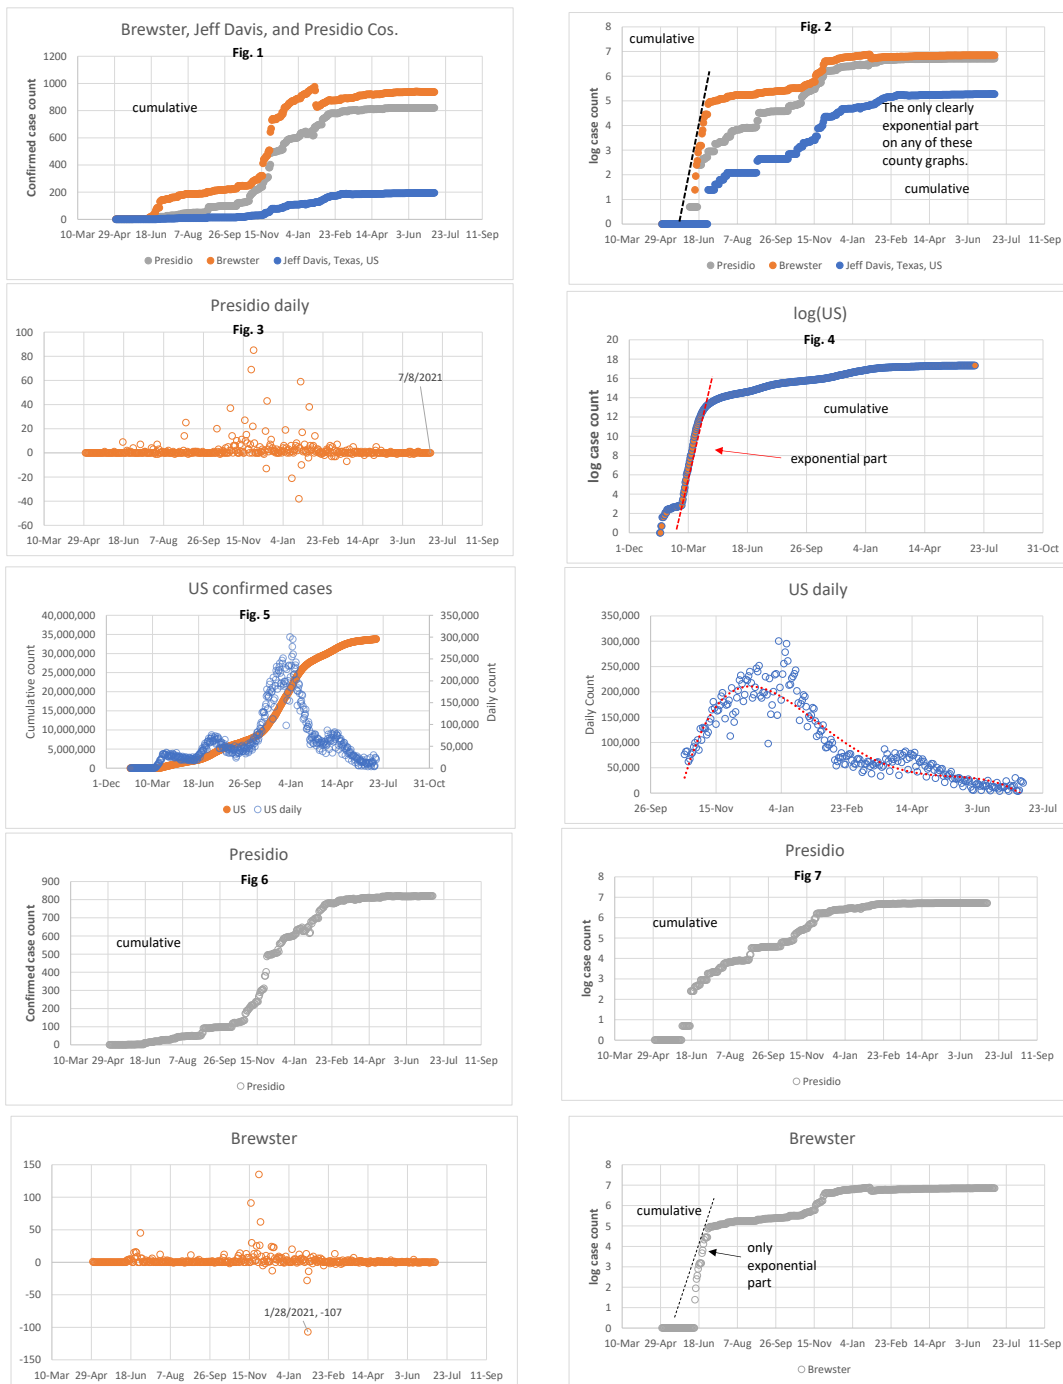 Brewster, Jeff Davis, and Presidio Cos.
Fig. 1
1200
1000
800
600
400
200
0
Confirmed case count
cumulative
10-Mar 29-Apr 18-Jun 7-Aug 26-Sep 15-Nov 4-Jan 23-Feb 14-Apr 3-Jun 23-Jul 11-Sep
Presidio Brewster Jeff Davis, Texas, US
Fig. 2
8
7
6
5
4
3
2
1
0
log case count
cumulative
The only clearly
exponential part
on any of these
county graphs.
cumulative
10-Mar 29-Apr 18-Jun 7-Aug 26-Sep 15-Nov 4-Jan 23-Feb 14-Apr 3-Jun 23-Jul 11-Sep
Presidio Brewster Jeff Davis, Texas, US
Presidio daily
Fig. 3
100
80
60
40
20
0
-20
-40
-60
7/8/2021
10-Mar 29-Apr 18-Jun 7-Aug 26-Sep 15-Nov 4-Jan 23-Feb 14-Apr 3-Jun 23-Jul 11-Sep
log(US)
Fig. 4
20
18
16
14
12
10
8
6
4
2
0
log case count
cumulative
exponential part
1-Dec 10-Mar 18-Jun 26-Sep 4-Jan 14-Apr 23-Jul 31-Oct
US confirmed cases
Fig. 5
40,000,000
35,000,000
30,000,000
25,000,000
20,000,000
15,000,000
10,000,000
5,000,000
0
Cumulative count
350,000
300,000
250,000
200,000
150,000
100,000
50,000
0
Daily count
1-Dec 10-Mar 18-Jun 26-Sep 4-Jan 14-Apr 23-Jul 31-Oct
US US daily
US daily
350,000
300,000
250,000
200,000
150,000
100,000
50,000
0
Daily Count
26-Sep 15-Nov 4-Jan 23-Feb 14-Apr 3-Jun 23-Jul
Presidio
Fig 6
900
800
700
600
500
400
300
200
100
0
Confirmed case count
cumulative
10-Mar 29-Apr 18-Jun 7-Aug 26-Sep 15-Nov 4-Jan 23-Feb 14-Apr 3-Jun 23-Jul 11-Sep
Presidio
Presidio
Fig 7
8
7
6
5
4
3
2
1
0
log case count
cumulative
10-Mar 29-Apr 18-Jun 7-Aug 26-Sep 15-Nov 4-Jan 23-Feb 14-Apr 3-Jun 23-Jul 11-Sep
Presidio
Brewster
150
100
50
0
-50
-100
-150
1/28/2021, -107
10-Mar 29-Apr 18-Jun 7-Aug 26-Sep 15-Nov 4-Jan 23-Feb 14-Apr 3-Jun 23-Jul 11-Sep
Brewster
8
7
6
5
4
3
2
1
0
log case count
cumulative
only
exponential
part
10-Mar 29-Apr 18-Jun 7-Aug 26-Sep 15-Nov 4-Jan 23-Feb 14-Apr 3-Jun 23-Jul 11-Sep
Brewster